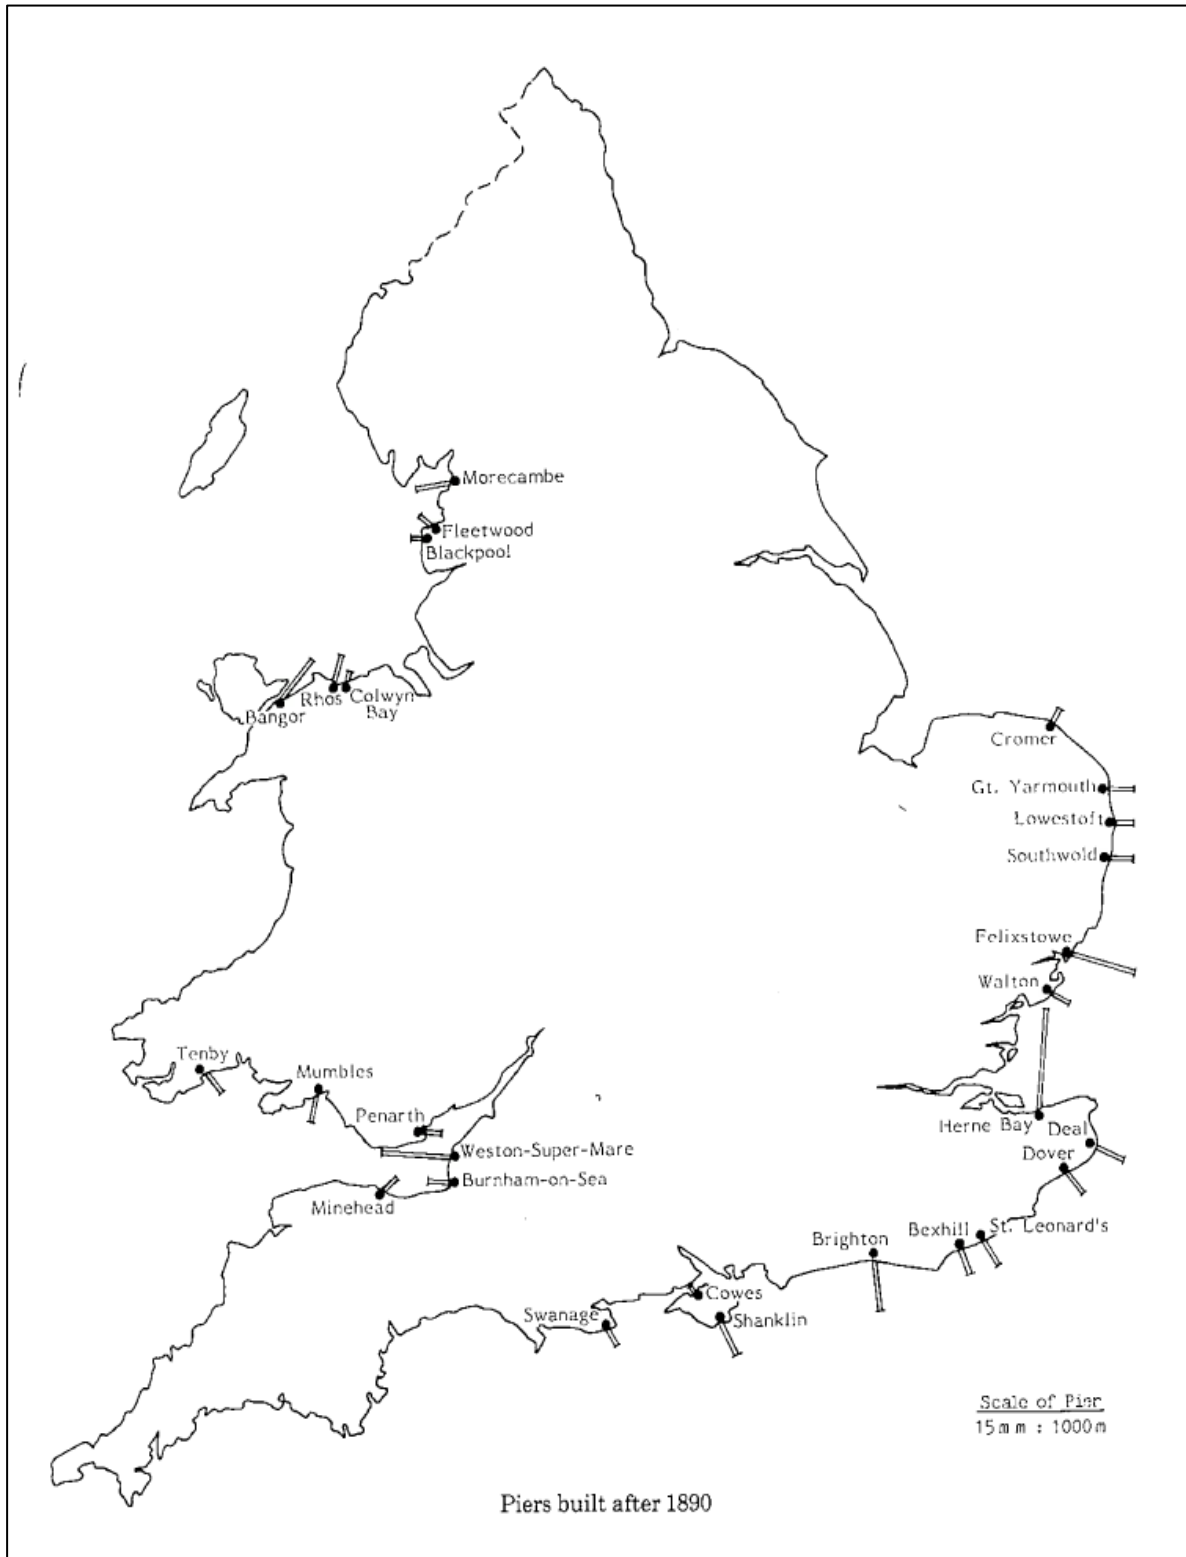 Morecambe
Fleetwood
Blackpool
Rhos
Colwyn
Bay
Bangor
Cromer
Gt. Yarmouth
Lowestoft
Southwold
Felixstowe
Walton
Tenby
Mumbles
Penarth
Herne Bay
Deal
Weston-Super-Mare
Dover
Burnham-on-Sea
Minehead
St. Leonard's
Bexhill
Brighton
Cowes
Swanage
Shanklin
Scale of Pier
15mm : 1000m
Piers built after 1890